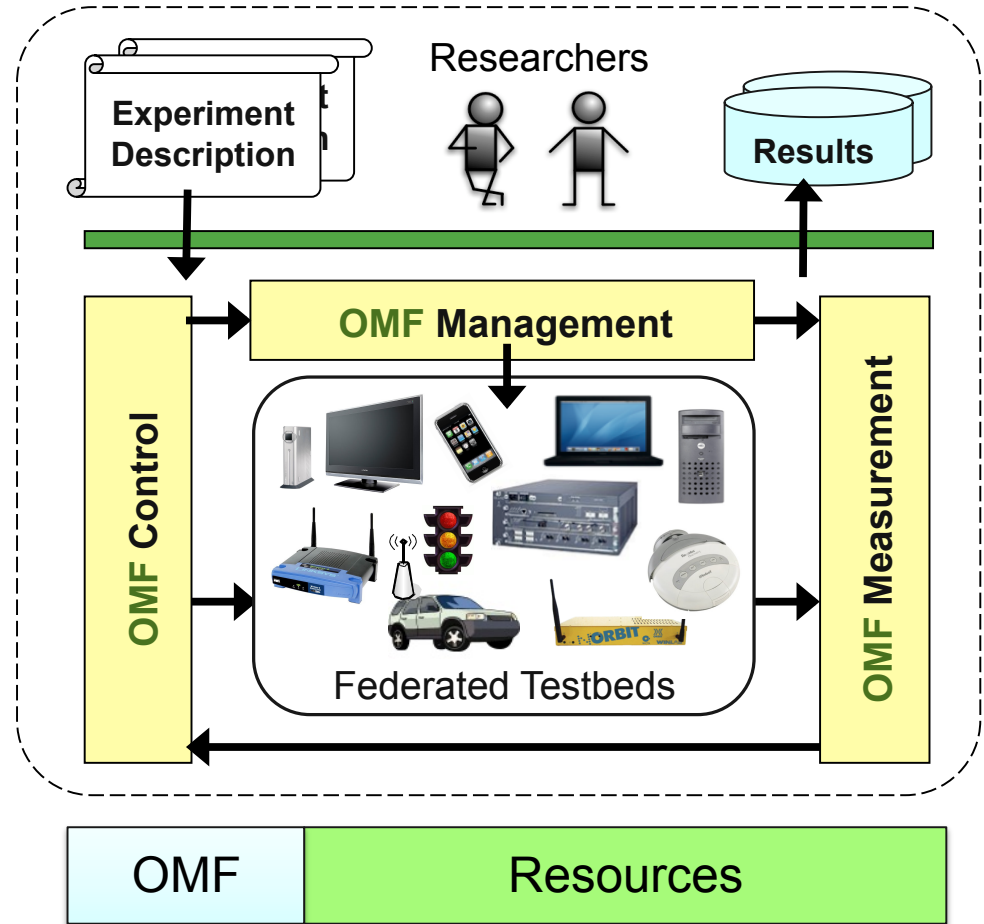 Researchers
Experiment
Description
t
n
Results
OMF Management
OMF Control
OMF Measurement
ORBIT
Federated Testbeds
OMF
Resources